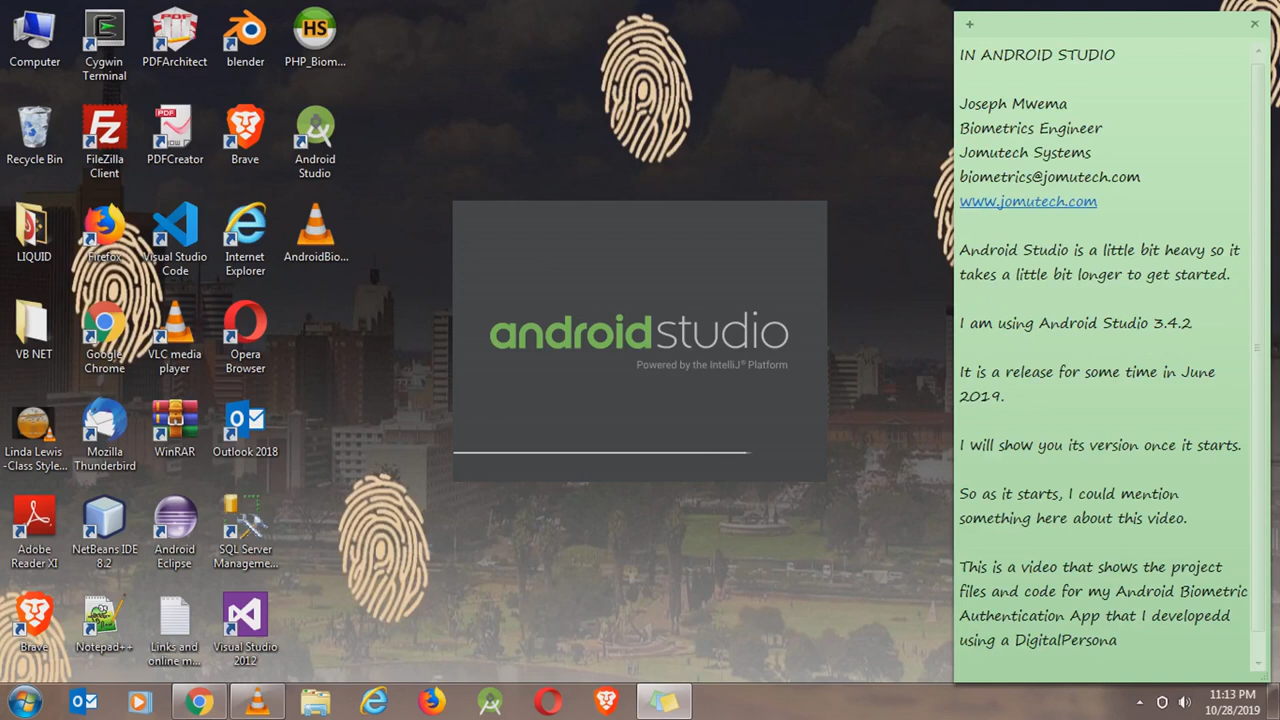 Computer
Cygwin
Terminal
PDFArchitect
blender
PHP_Biom...
HS
Recycle Bin
FileZilla
Client
PDFCreator
Brave
Android
Studio
LIQUID
Firefox
Visual Studio
Code
Internet
Explorer
AndroidBio...
VB NET
Google
Chrome
VLC media
player
Opera
Browser
Linda Lewis
-Class Style...
Mozilla
Thunderbird
WinRAR
Outlook 2018
Adobe
Reader XI
NetBeans IDE
8.2
Android
Eclipse
SQL Server
Manageme...
Brave
Notepad++
Links and
online m...
Visual Studio
2012
androidstudio
Powered by the IntelliJ® Platform
IN ANDROID STUDIO
Joseph Mwema
Biometrics Engineer
Jomutech Systems
biometrics@jomutech.com
www.jomutech.com
Android Studio is a little bit heavy so it
takes a little bit longer to get started.
I am using Android Studio 3.4.2
It is a release for some time in June
2019.
I will show you its version once it starts.
So as it starts, I could mention
something here about this video.
This is a video that shows the project
files and code for my Android Biometric
Authentication App that I developedd
using a DigitalPersona
11:13 PM
10/28/2019